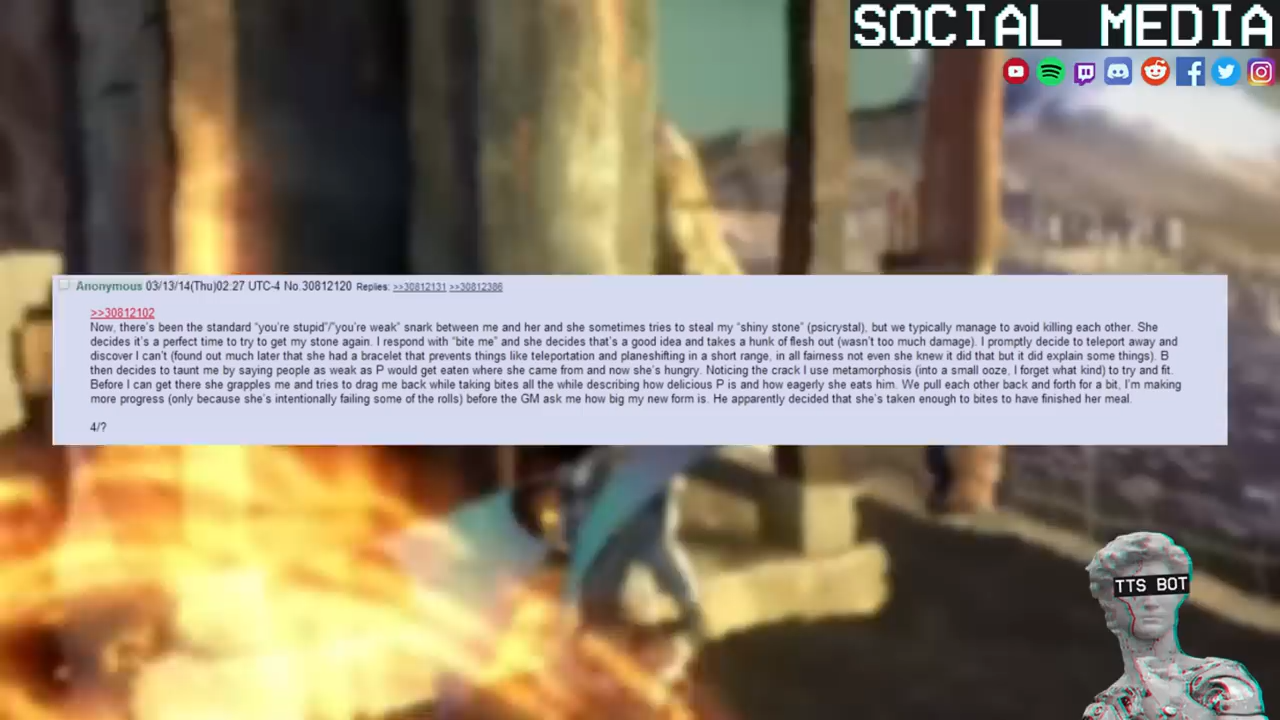 SOCIAL MEDIA
Anonymous 03/13/14(Thu)02:27 UTC-4 No.30812120 Replies: >>30812131 >>30812386
>>30812102
Now, there's been the standard "you're stupid"/"you're weak" snark between me and her and she sometimes tries to steal my "shiny stone" (psicrystal), but we typically manage to avoid killing each other. She
decides it's a perfect time to try to get my stone again. I respond with "bite me" and she decides that's a good idea and takes a hunk of flesh out (wasn't too much damage). I promptly decide to teleport away and
discover I can't (found out much later that she had a bracelet that prevents things like teleportation and planeshifting in a short range, in all fairness not even she knew it did that but it did explain some things). B
then decides to taunt me by saying people as weak as P would get eaten where she came from and now she's hungry. Noticing the crack I use metamorphosis (into a small ooze, I forget what kind) to try and fit.
Before I can get there she grapples me and tries to drag me back while taking bites all the while describing how delicious P is and how eagerly she eats him. We pull each other back and forth for a bit, I'm making
more progress (only because she's intentionally failing some of the rolls) before the GM ask me how big my new form is. He apparently decided that she's taken enough to bites to have finished her meal.
4/?
TTS BOT